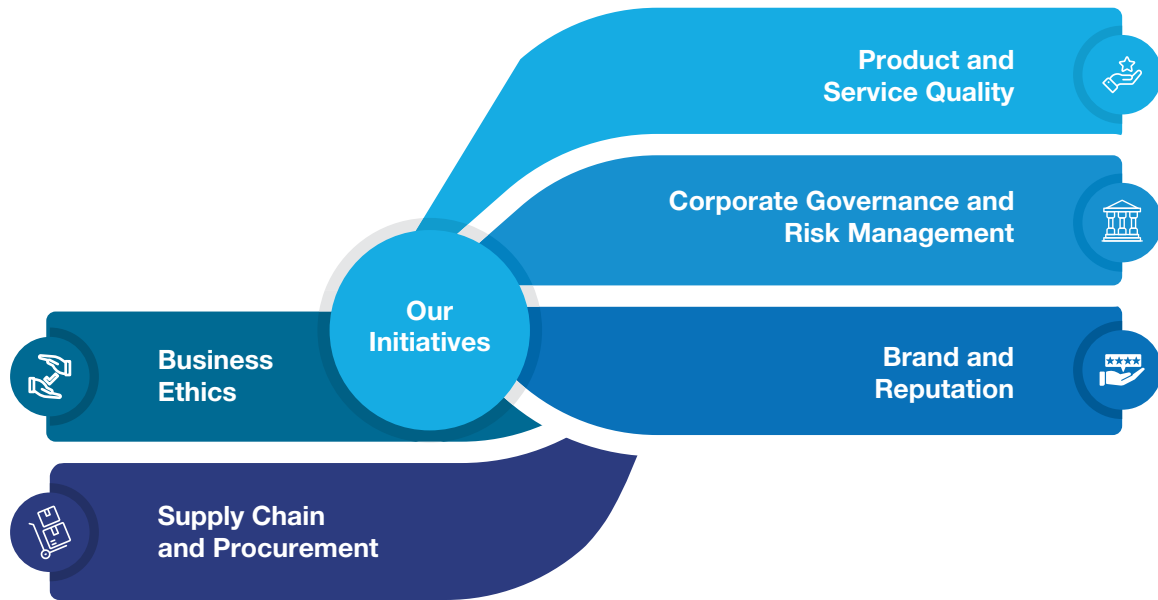 Product and
Service Quality
Corporate Governance and
Risk Management
Our
Initiatives
Brand and
Reputation
Business
Ethics
Supply Chain
and Procurement